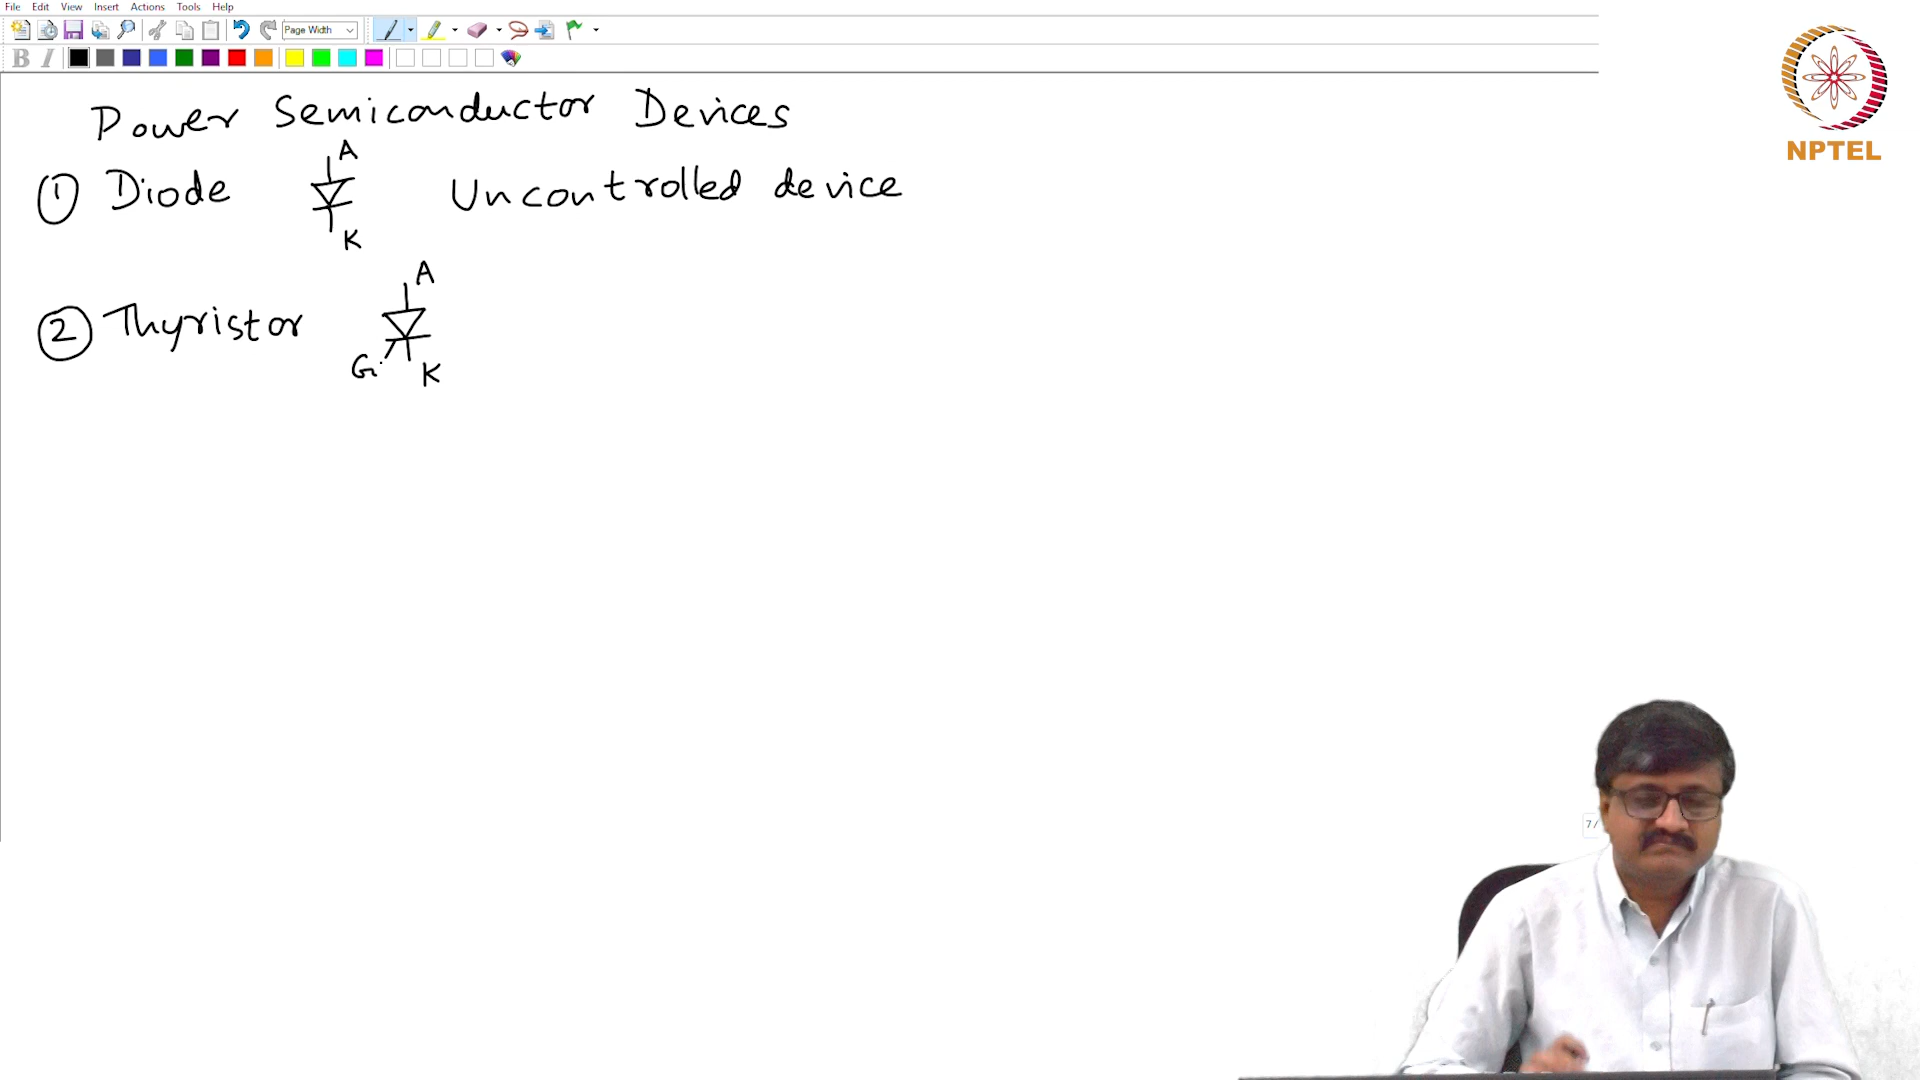 File Edit View Insert Actions Tools Help
Page Width
B I
NPTEL
Power Semiconductor Devices
① Diode A K Uncontrolled device
② Thyristor A G K
7/